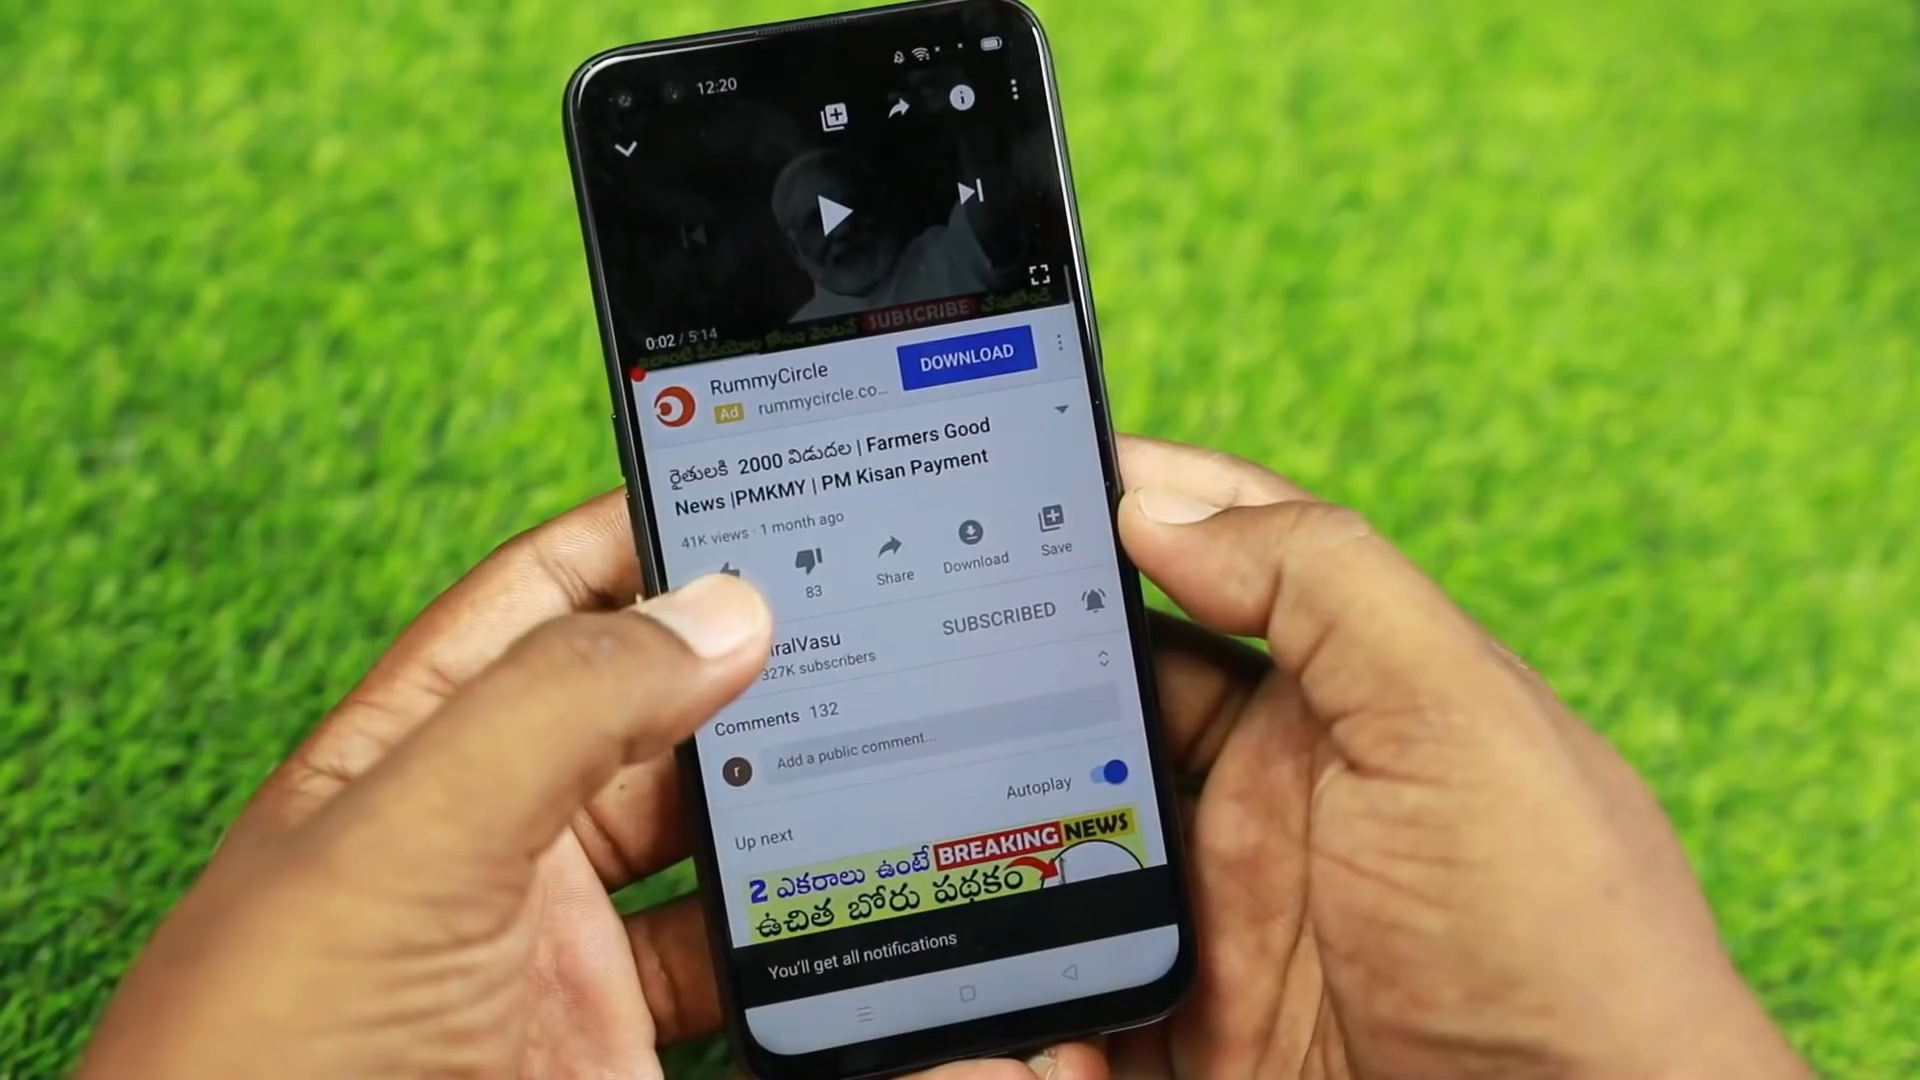 12:20
SUBSCRIBE చేసుకోండి
0:02 / 5:14
RummyCircle
Ad rummycircle.co...
DOWNLOAD
రైతులకి 2000 విడుదల | Farmers Good
News |PMKMY | PM Kisan Payment
41K views · 1 month ago
83
Share
Download
Save
iralVasu
327K subscribers
SUBSCRIBED
Comments 132
r
Add a public comment...
Autoplay
Up next
2 ఎకరాలు ఉంటే BREAKING NEWS
ఉచిత బోరు పథకం
You'll get all notifications